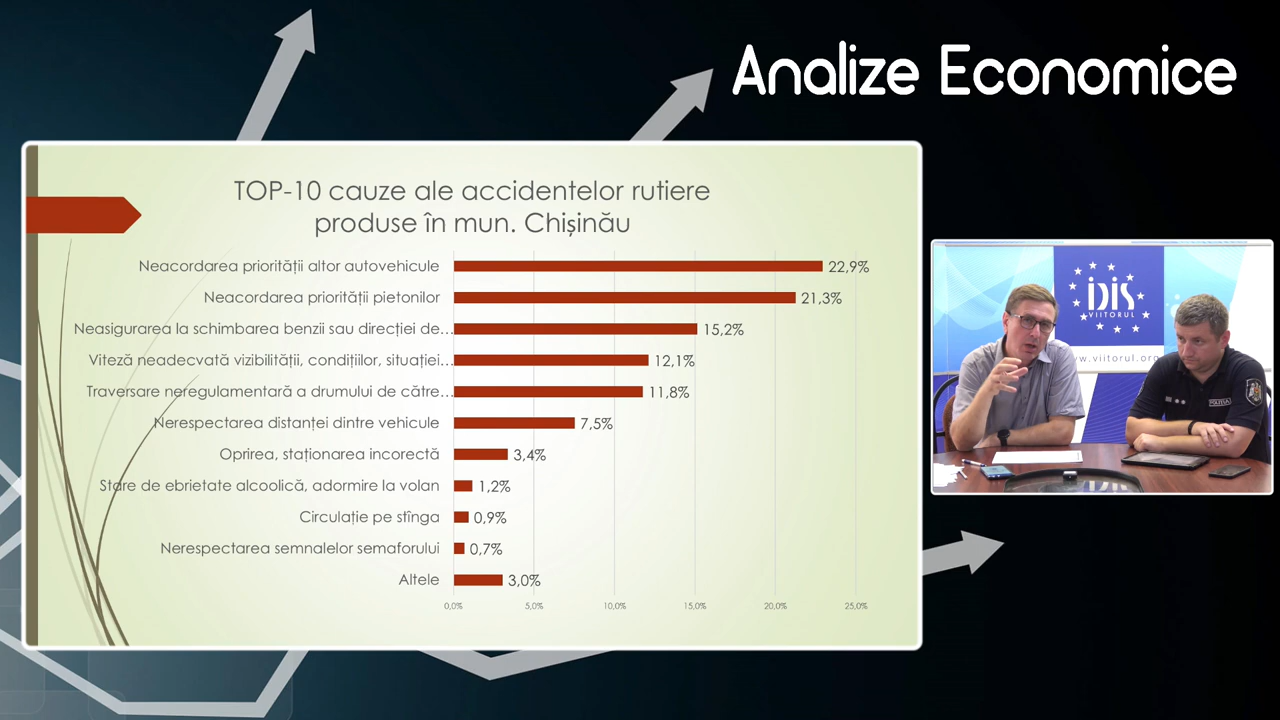 Analize Economice
TOP-10 cauze ale accidentelor rutiere
produse în mun. Chișinău
Neacordarea priorității altor autovehicule 22,9%
Neacordarea priorității pietonilor 21,3%
Neasigurarea la schimbarea benzii sau direcției de... 15,2%
Viteză neadecvată vizibilității, condițiilor, situației... 12,1%
Traversare neregulamentară a drumului de către... 11,8%
Nerespectarea distanței dintre vehicule 7,5%
Oprirea, staționarea incorectă 3,4%
Stare de ebrietate alcoolică, adormire la volan 1,2%
Circulație pe stînga 0,9%
Nerespectarea semnalelor semaforului 0,7%
Altele 3,0%
0,0% 5,0% 10,0% 15,0% 20,0% 25,0%
IDIS
VIITORUL
www.viitorul.org
POLIȚIA